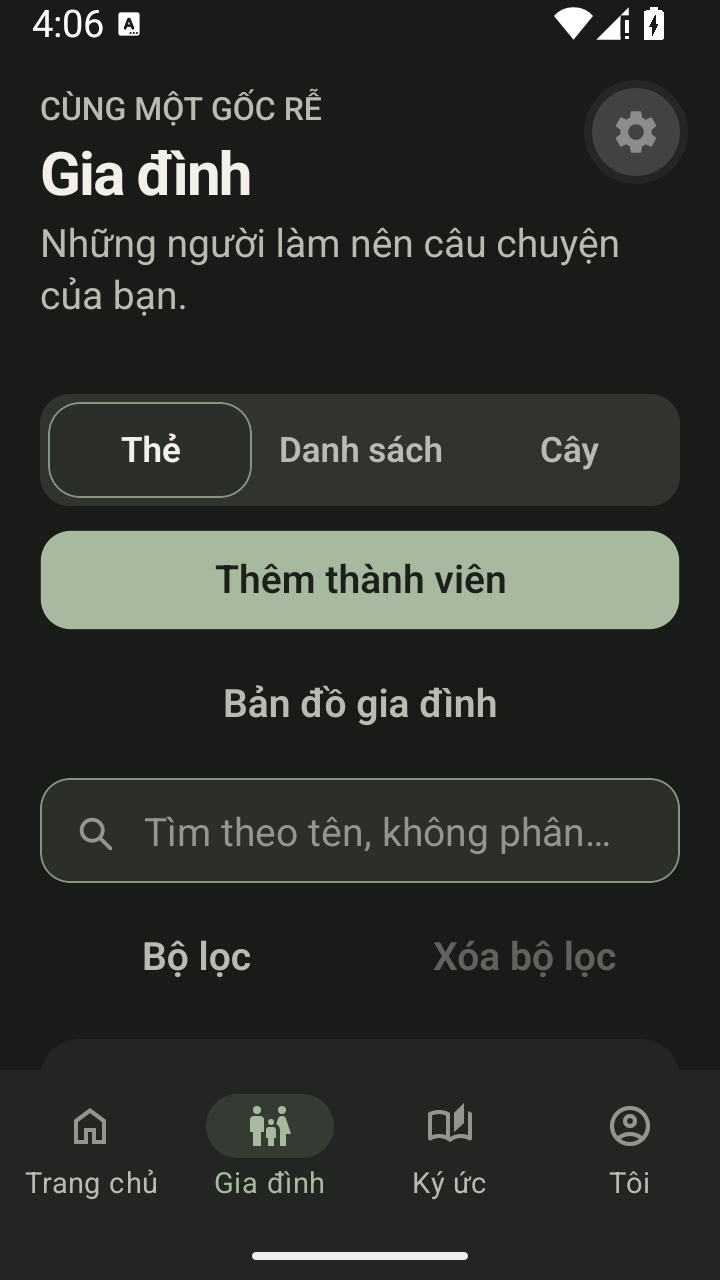 4:06
CÙNG MỘT GỐC RỄ
Gia đình
Những người làm nên câu chuyện
của bạn.
Thẻ Danh sách Cây
Thêm thành viên
Bản đồ gia đình
Tìm theo tên, không phân...
Bộ lọc Xóa bộ lọc
Trang chủ Gia đình Ký ức Tôi